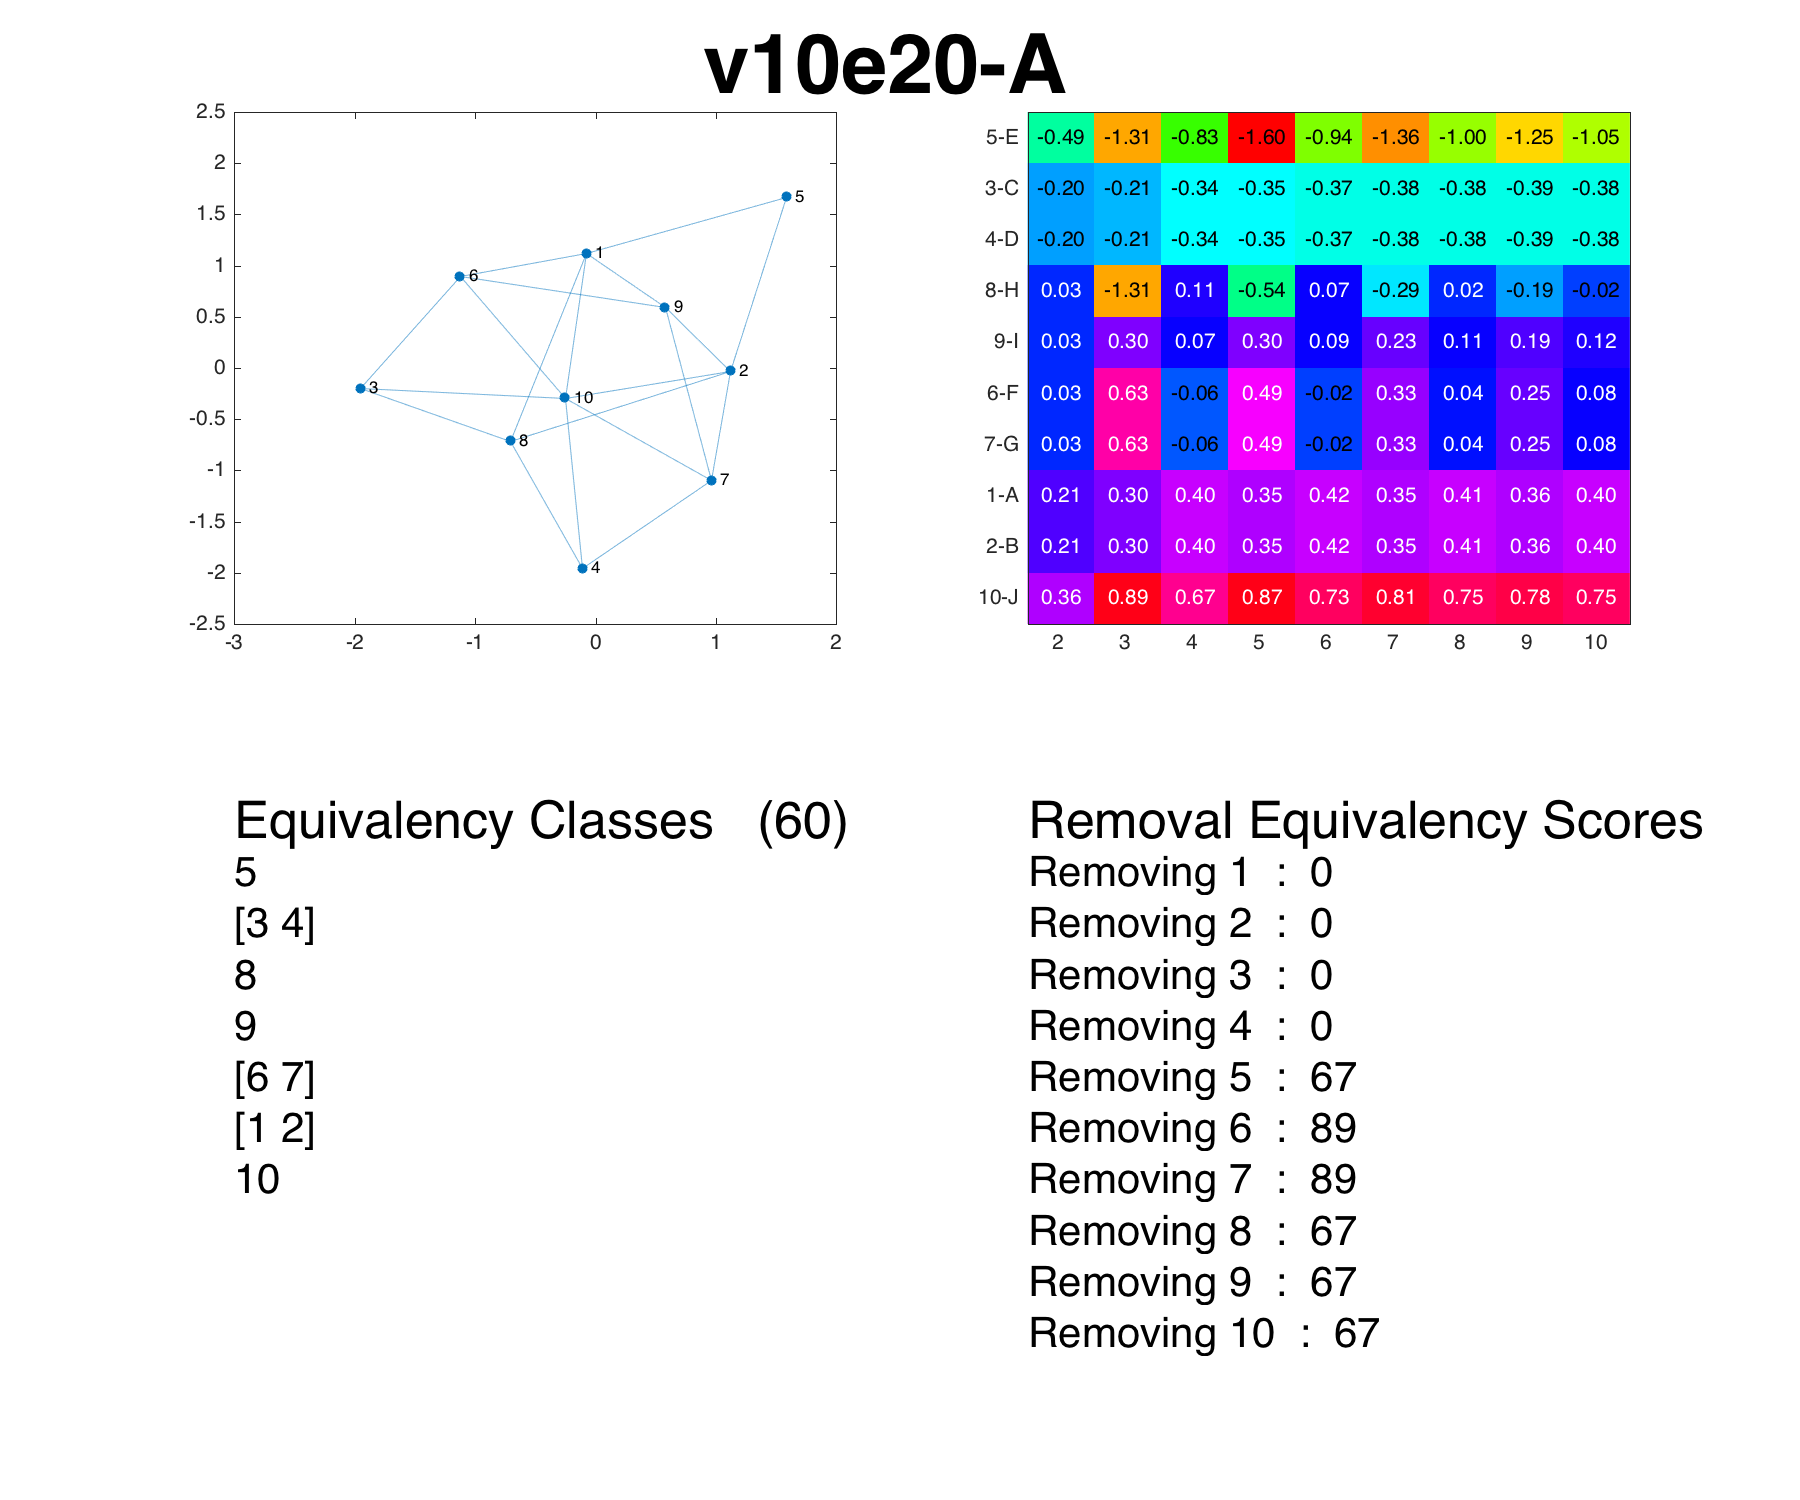 v10e20-A
2.5
2
1.5
1
0.5
0
-0.5
-1
-1.5
-2
-2.5
-3 -2 -1 0 1 2
5
1
6
9
2
3
10
8
7
4
5-E -0.49 -1.31 -0.83 -1.60 -0.94 -1.36 -1.00 -1.25 -1.05
3-C -0.20 -0.21 -0.34 -0.35 -0.37 -0.38 -0.38 -0.39 -0.38
4-D -0.20 -0.21 -0.34 -0.35 -0.37 -0.38 -0.38 -0.39 -0.38
8-H 0.03 -1.31 0.11 -0.54 0.07 -0.29 0.02 -0.19 -0.02
9-I 0.03 0.30 0.07 0.30 0.09 0.23 0.11 0.19 0.12
6-F 0.03 0.63 -0.06 0.49 -0.02 0.33 0.04 0.25 0.08
7-G 0.03 0.63 -0.06 0.49 -0.02 0.33 0.04 0.25 0.08
1-A 0.21 0.30 0.40 0.35 0.42 0.35 0.41 0.36 0.40
2-B 0.21 0.30 0.40 0.35 0.42 0.35 0.41 0.36 0.40
10-J 0.36 0.89 0.67 0.87 0.73 0.81 0.75 0.78 0.75
2 3 4 5 6 7 8 9 10
Equivalency Classes (60)
5
[3 4]
8
9
[6 7]
[1 2]
10
Removal Equivalency Scores
Removing 1 : 0
Removing 2 : 0
Removing 3 : 0
Removing 4 : 0
Removing 5 : 67
Removing 6 : 89
Removing 7 : 89
Removing 8 : 67
Removing 9 : 67
Removing 10 : 67